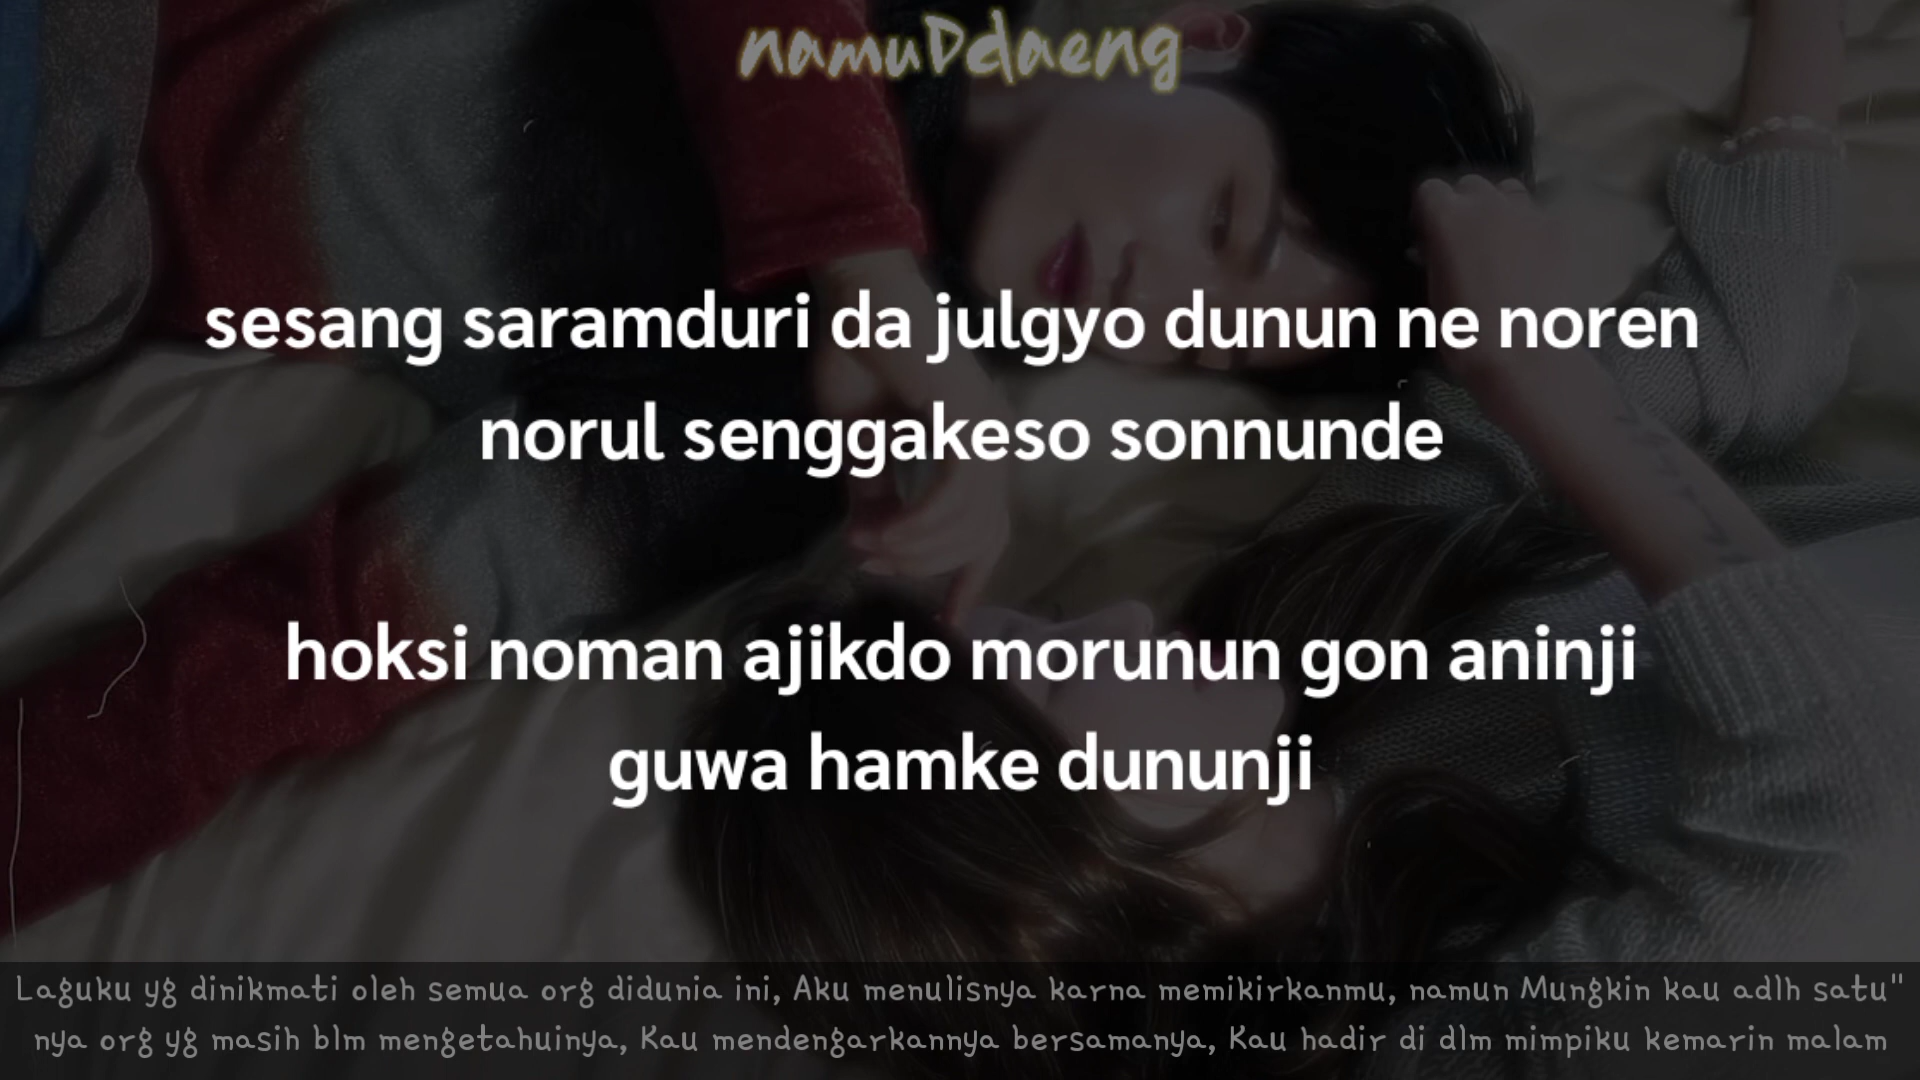 namuDdaeng
sesang saramduri da julgyo dunun ne noren
norul senggakeso sonnunde
hoksi noman ajikdo morunun gon aninji
guwa hamke dununji
Laguku yg dinikmati oleh semua org didunia ini, Aku menulisnya karna memikirkanmu, namun Mungkin kau adlh satu"
nya org yg masih blm mengetahuinya, Kau mendengarkannya bersamanya, Kau hadir di dlm mimpiku kemarin malam